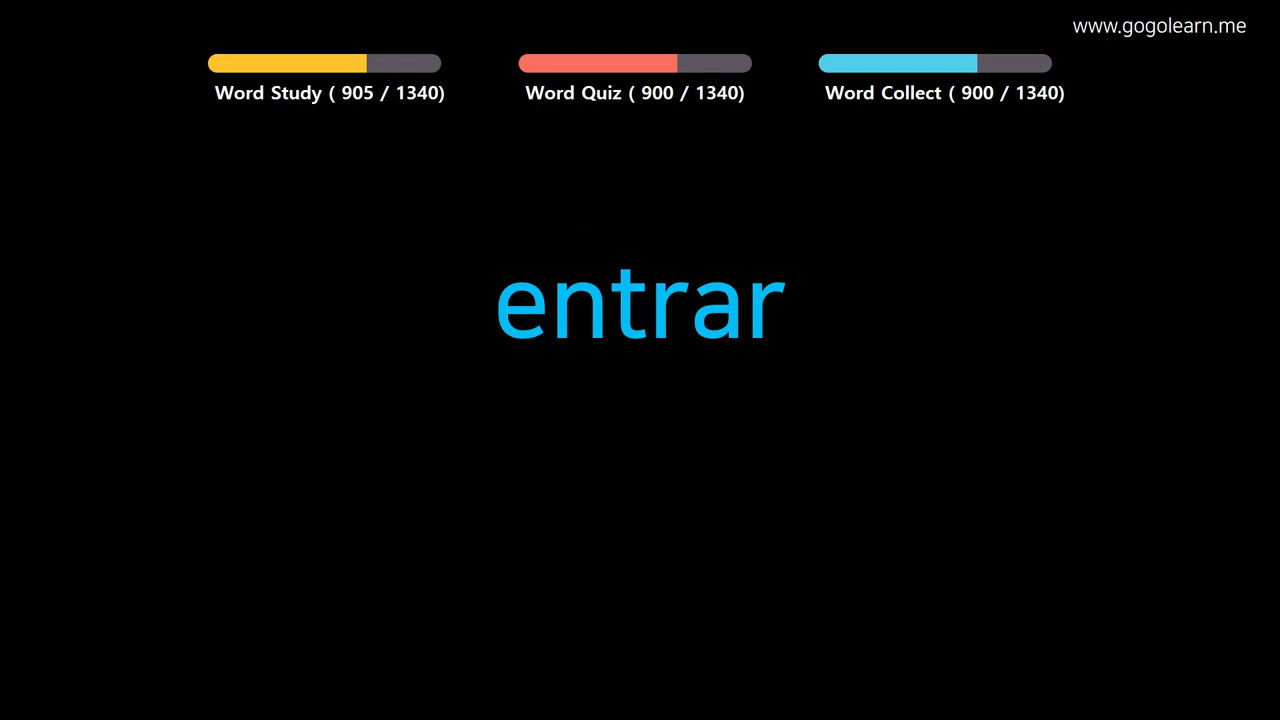 www.gogolearn.me
Word Study ( 905 / 1340)
Word Quiz ( 900 / 1340)
Word Collect ( 900 / 1340)
entrar